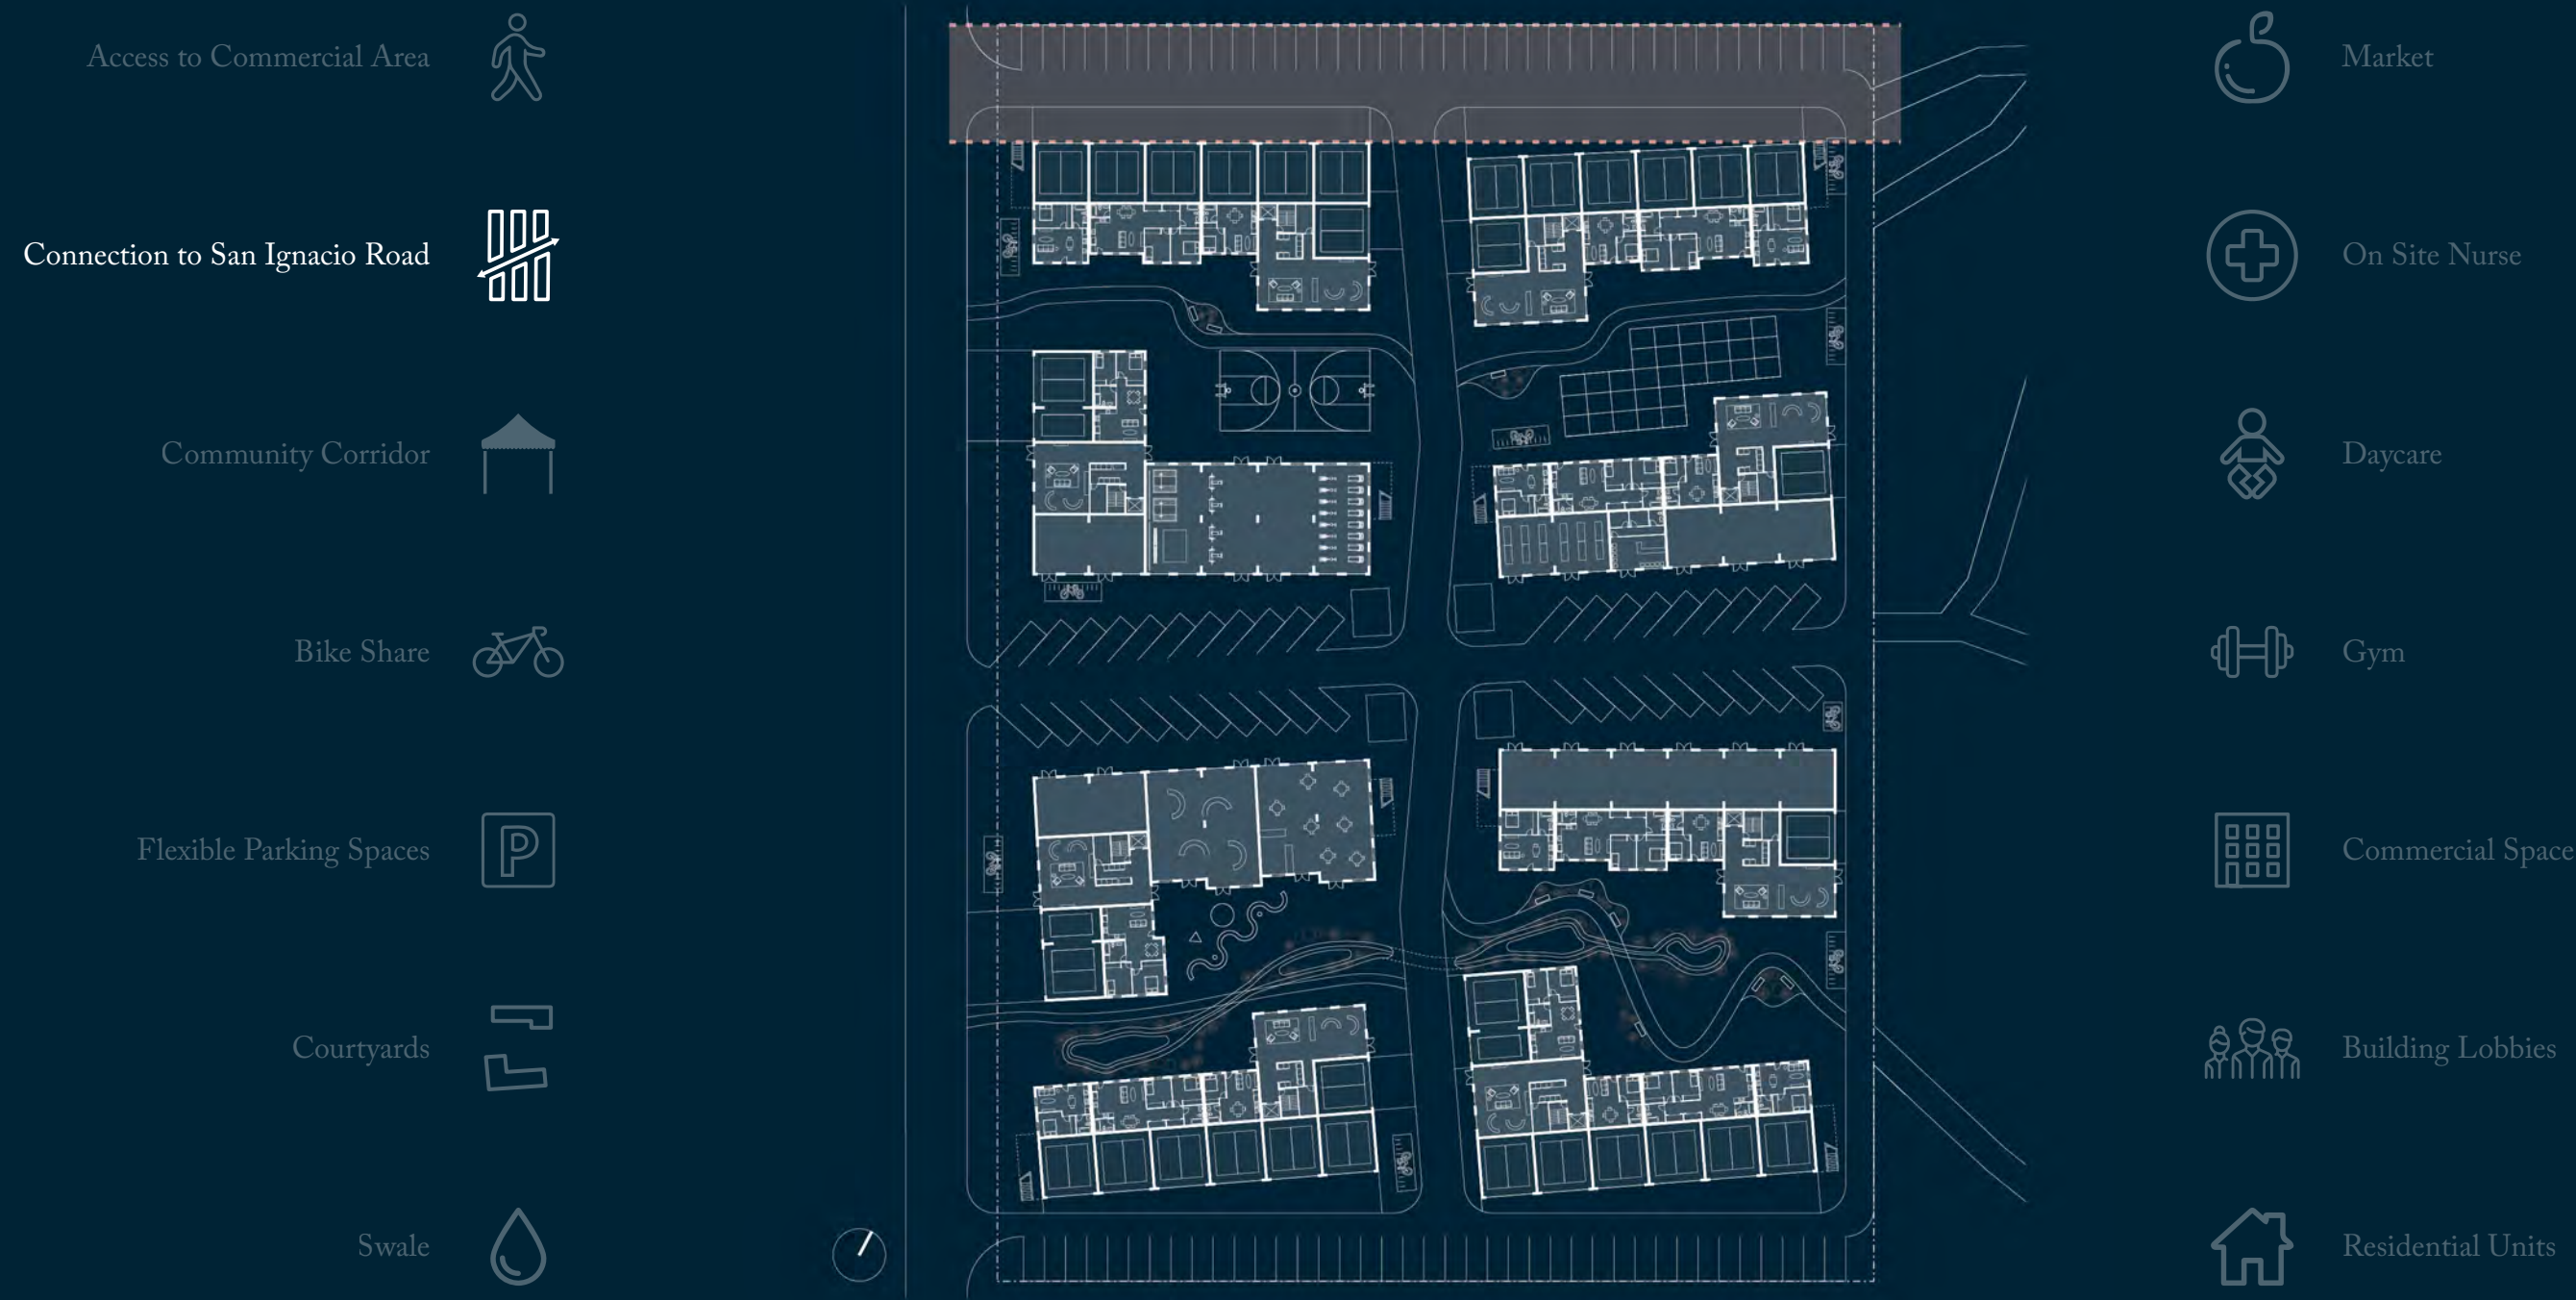 Access to Commercial Area
Connection to San Ignacio Road
Community Corridor
Bike Share
P
Flexible Parking Spaces
Courtyards
Swale
Market
On Site Nurse
Daycare
Gym
Commercial Space
Building Lobbies
Residential Units